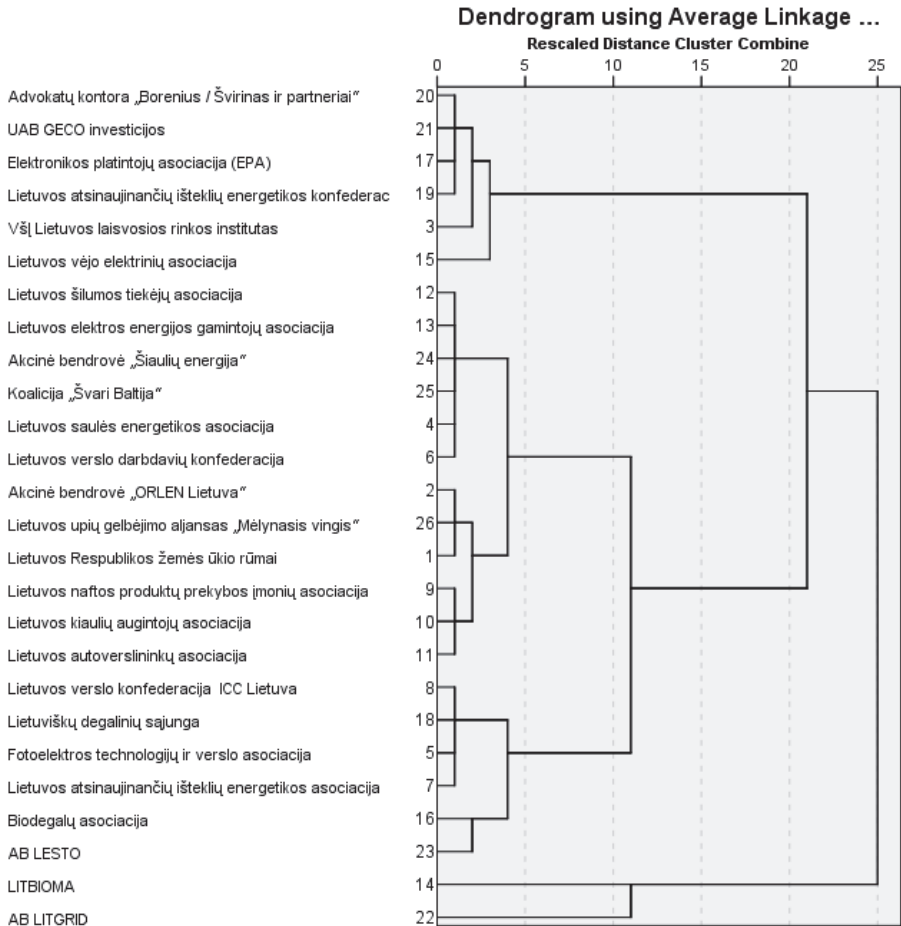 Dendrogram using Average Linkage ...
Rescaled Distance Cluster Combine
0 5 10 15 20 25
Advokatų kontora „Borenius / Švirinas ir partneriai" 20
UAB GECO investicijos 21
Elektronikos platintojų asociacija (EPA) 17
Lietuvos atsinaujinančių išteklių energetikos konfederac 19
VšĮ Lietuvos laisvosios rinkos institutas 3
Lietuvos vėjo elektrinių asociacija 15
Lietuvos šilumos tiekėjų asociacija 12
Lietuvos elektros energijos gamintojų asociacija 13
Akcinė bendrovė „Šiaulių energija" 24
Koalicija „Švari Baltija" 25
Lietuvos saulės energetikos asociacija 4
Lietuvos verslo darbdavių konfederacija 6
Akcinė bendrovė „ORLEN Lietuva" 2
Lietuvos upių gelbėjimo aljansas „Mėlynasis vingis" 26
Lietuvos Respublikos žemės ūkio rūmai 1
Lietuvos naftos produktų prekybos įmonių asociacija 9
Lietuvos kiaulių augintojų asociacija 10
Lietuvos autoverslininkų asociacija 11
Lietuvos verslo konfederacija ICC Lietuva 8
Lietuviškų degalinių sąjunga 18
Fotoelektros technologijų ir verslo asociacija 5
Lietuvos atsinaujinančių išteklių energetikos asociacija 7
Biodegalų asociacija 16
AB LESTO 23
LITBIOMA 14
AB LITGRID 22